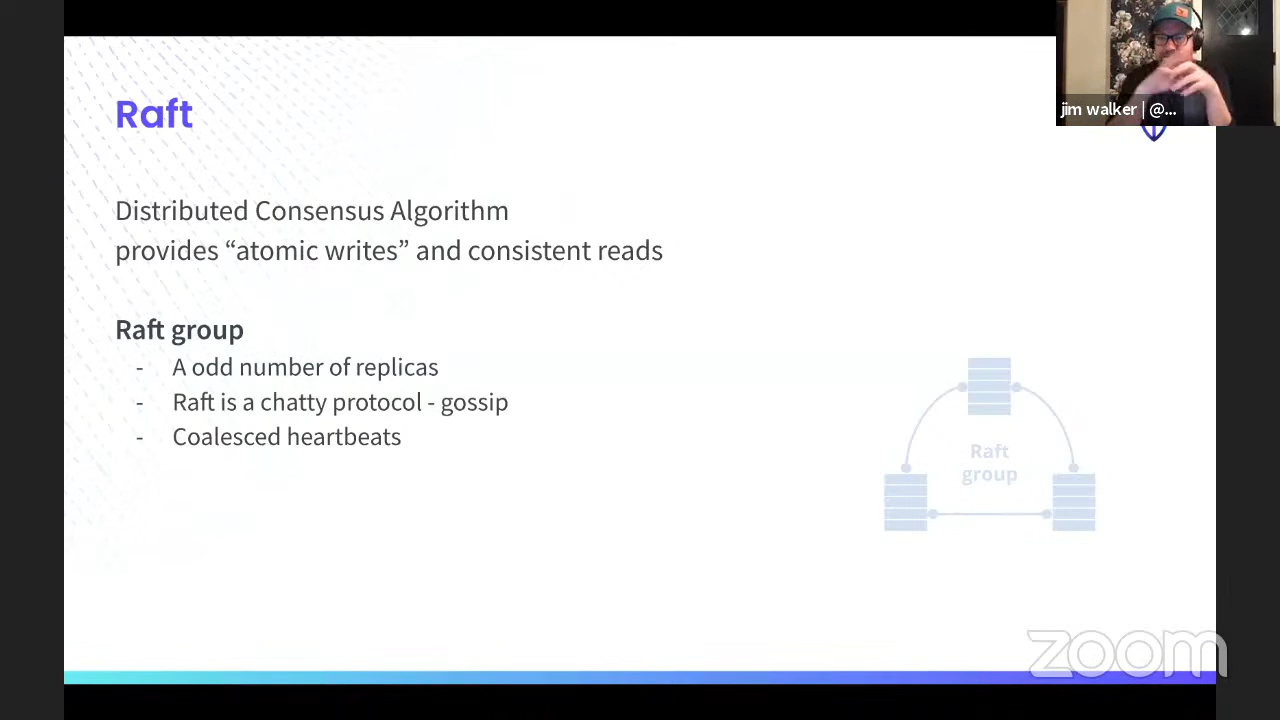 Raft
jim walker | @...
Distributed Consensus Algorithm
provides “atomic writes” and consistent reads
Raft group
- A odd number of replicas
- Raft is a chatty protocol - gossip
- Coalesced heartbeats
Raft
group
zoom